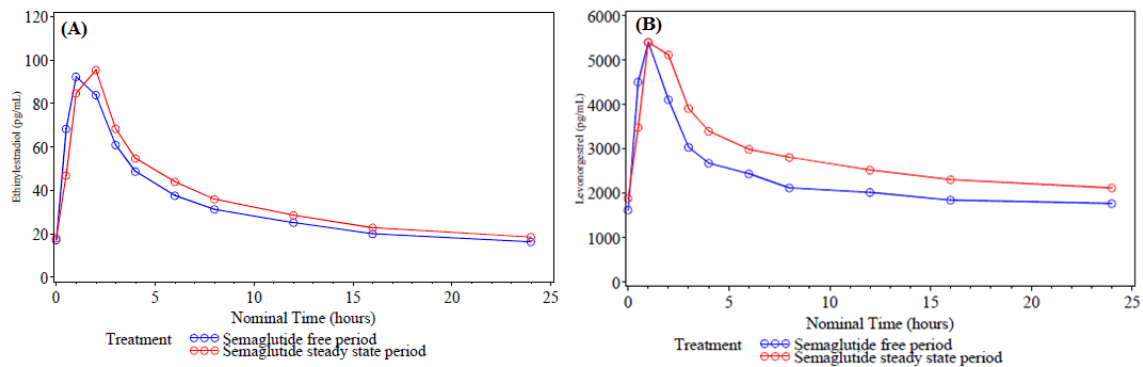 (A)
120
100
80
60
40
20
0
Ethinylestradiol (pg/mL)
0 5 10 15 20 25
Nominal Time (hours)
Treatment Semaglutide free period
Semaglutide steady state period
(B)
6000
5000
4000
3000
2000
1000
0
Levonorgestrel (pg/mL)
0 5 10 15 20 25
Nominal Time (hours)
Treatment Semaglutide free period
Semaglutide steady state period